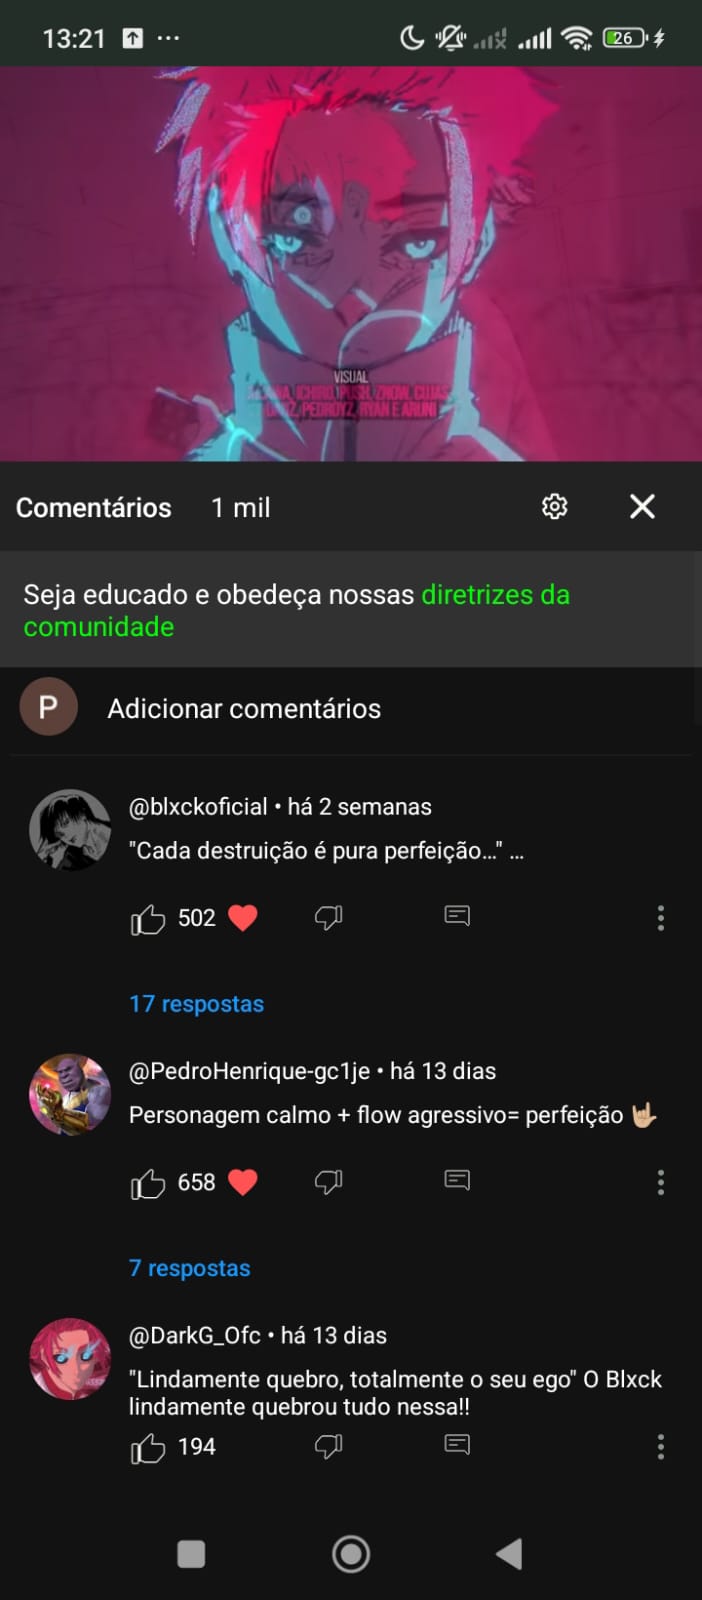 13:21
26
VISUAL
Comentários 1 mil
Seja educado e obedeça nossas diretrizes da
comunidade
P
Adicionar comentários
@blxckoficial • há 2 semanas
"Cada destruição é pura perfeição..." ...
502
17 respostas
@PedroHenrique-gc1je • há 13 dias
Personagem calmo + flow agressivo= perfeição 🤟🏼
658
7 respostas
@DarkG_Ofc • há 13 dias
"Lindamente quebro, totalmente o seu ego" O Blxck
lindamente quebrou tudo nessa!!
194